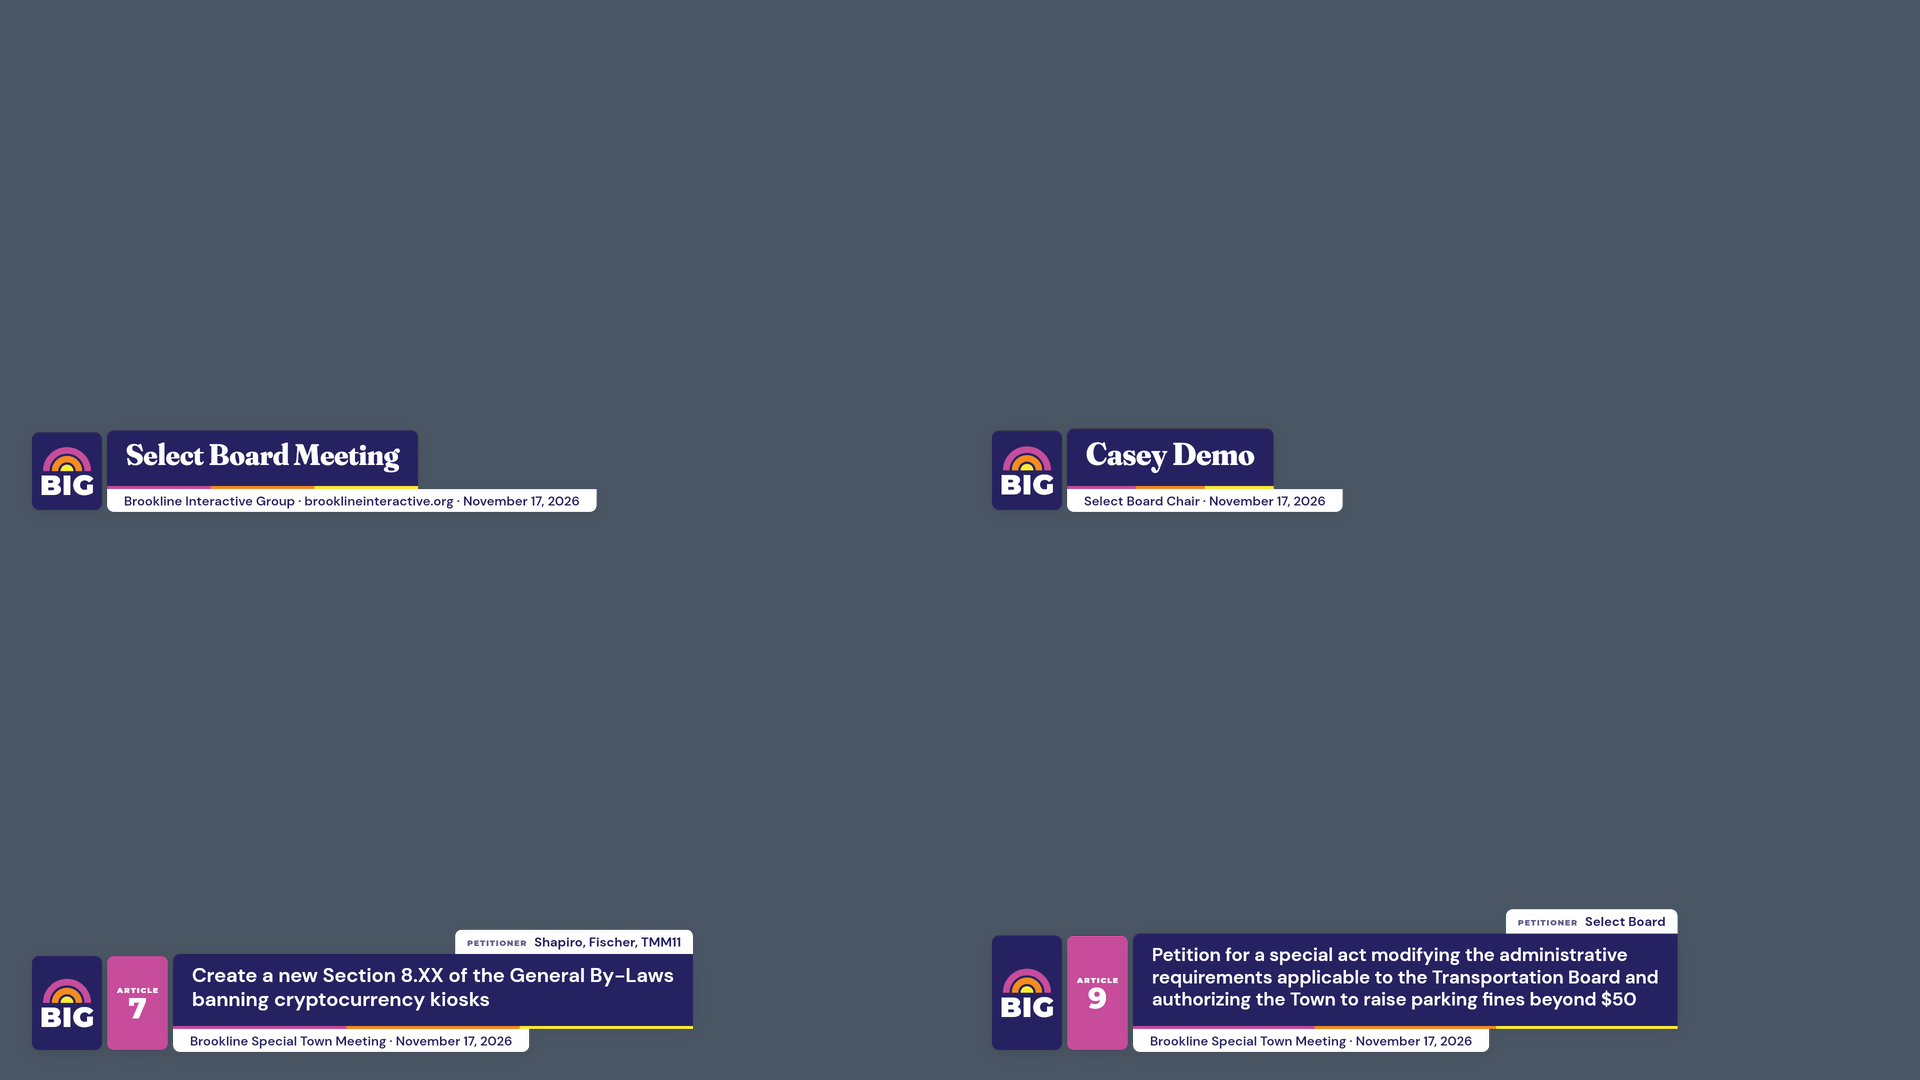 BIG
Select Board Meeting
Brookline Interactive Group · brooklineinteractive.org · November 17, 2026
BIG
Casey Demo
Select Board Chair · November 17, 2026
BIG
ARTICLE
7
PETITIONER Shapiro, Fischer, TMM11
Create a new Section 8.XX of the General By-Laws
banning cryptocurrency kiosks
Brookline Special Town Meeting · November 17, 2026
BIG
ARTICLE
9
PETITIONER Select Board
Petition for a special act modifying the administrative
requirements applicable to the Transportation Board and
authorizing the Town to raise parking fines beyond $50
Brookline Special Town Meeting · November 17, 2026